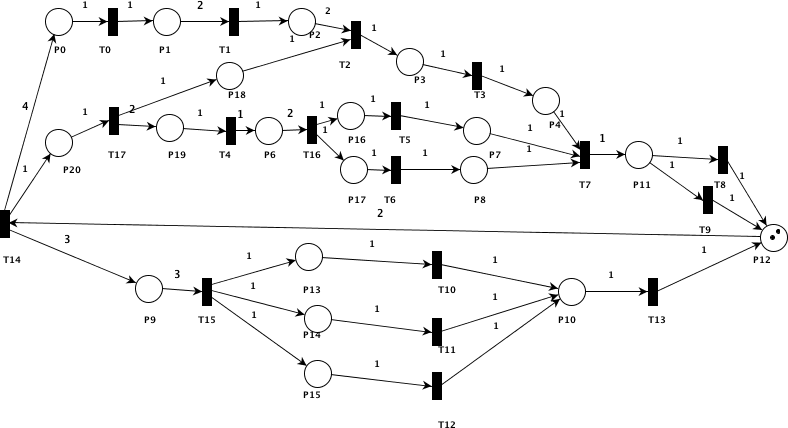 1 1 2 1 2
P0 T0 P1 T1 P2 1
1 T2 1
P3 1 1
1 P18 T3
4 1 2 1 1 2 1 1 1 1 P4
T17 P19 T4 P6 T16 1 P16 T5 P7 1 1 1
1 P20 1 1 1 T7 P11 1 T8 1
P17 T6 P8 1 1
2 T9
T14 3 1 1 P12
3 1 1 1
P9 T15 1 P13 T10 1 P10 T13
1 P14 1 T11 1
1
P15 T12